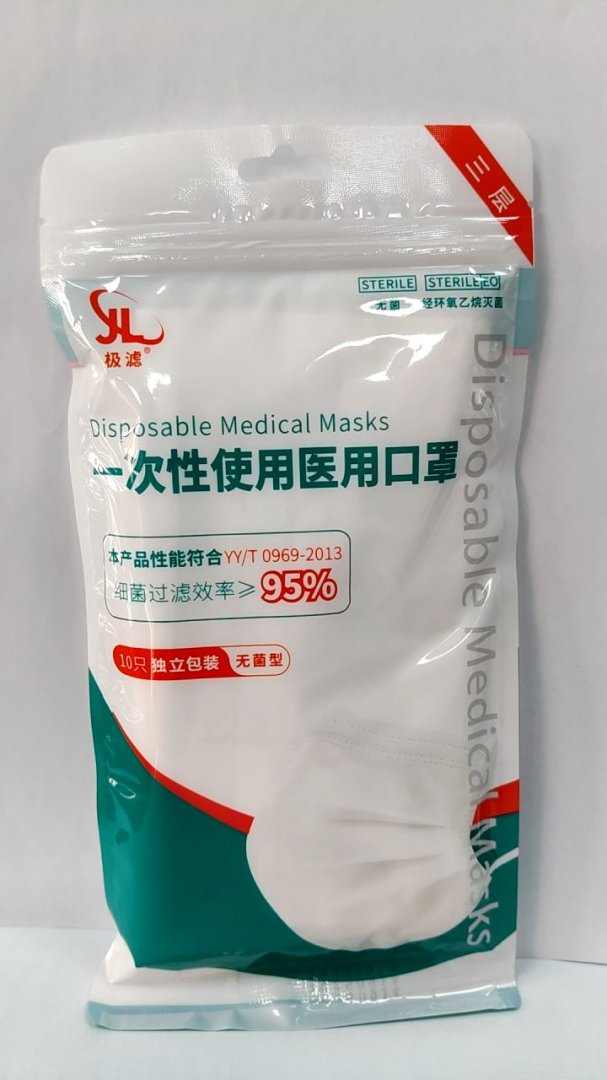 三层
STERILE STERILE EO
无菌 经环氧乙烷灭菌
JL
极滤®
Disposable Medical Masks
一次性使用医用口罩
本产品性能符合YY/T 0969-2013
细菌过滤效率≥95%
10只 独立包装 无菌型
Disposable Medical Masks